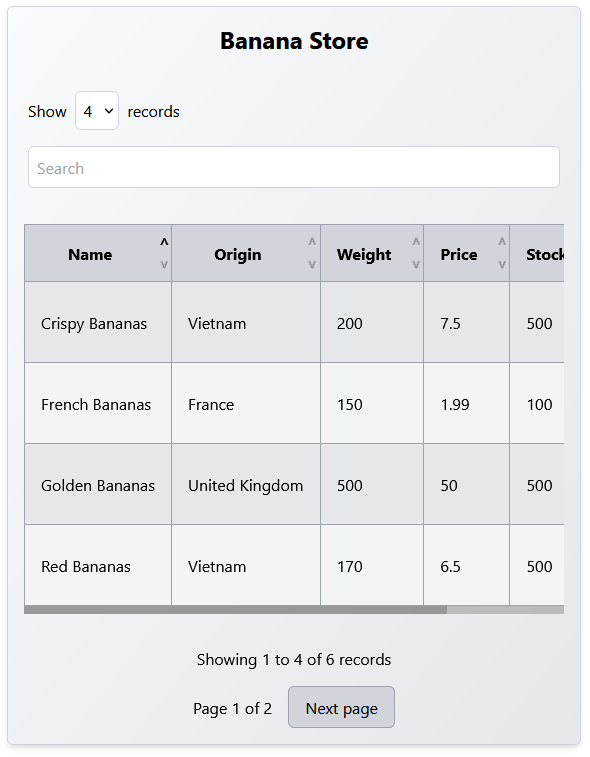 Banana Store
Show 4 records
Search
Name Origin Weight Price Stock
Crispy Bananas Vietnam 200 7.5 500
French Bananas France 150 1.99 100
Golden Bananas United Kingdom 500 50 500
Red Bananas Vietnam 170 6.5 500
Showing 1 to 4 of 6 records
Page 1 of 2 Next page